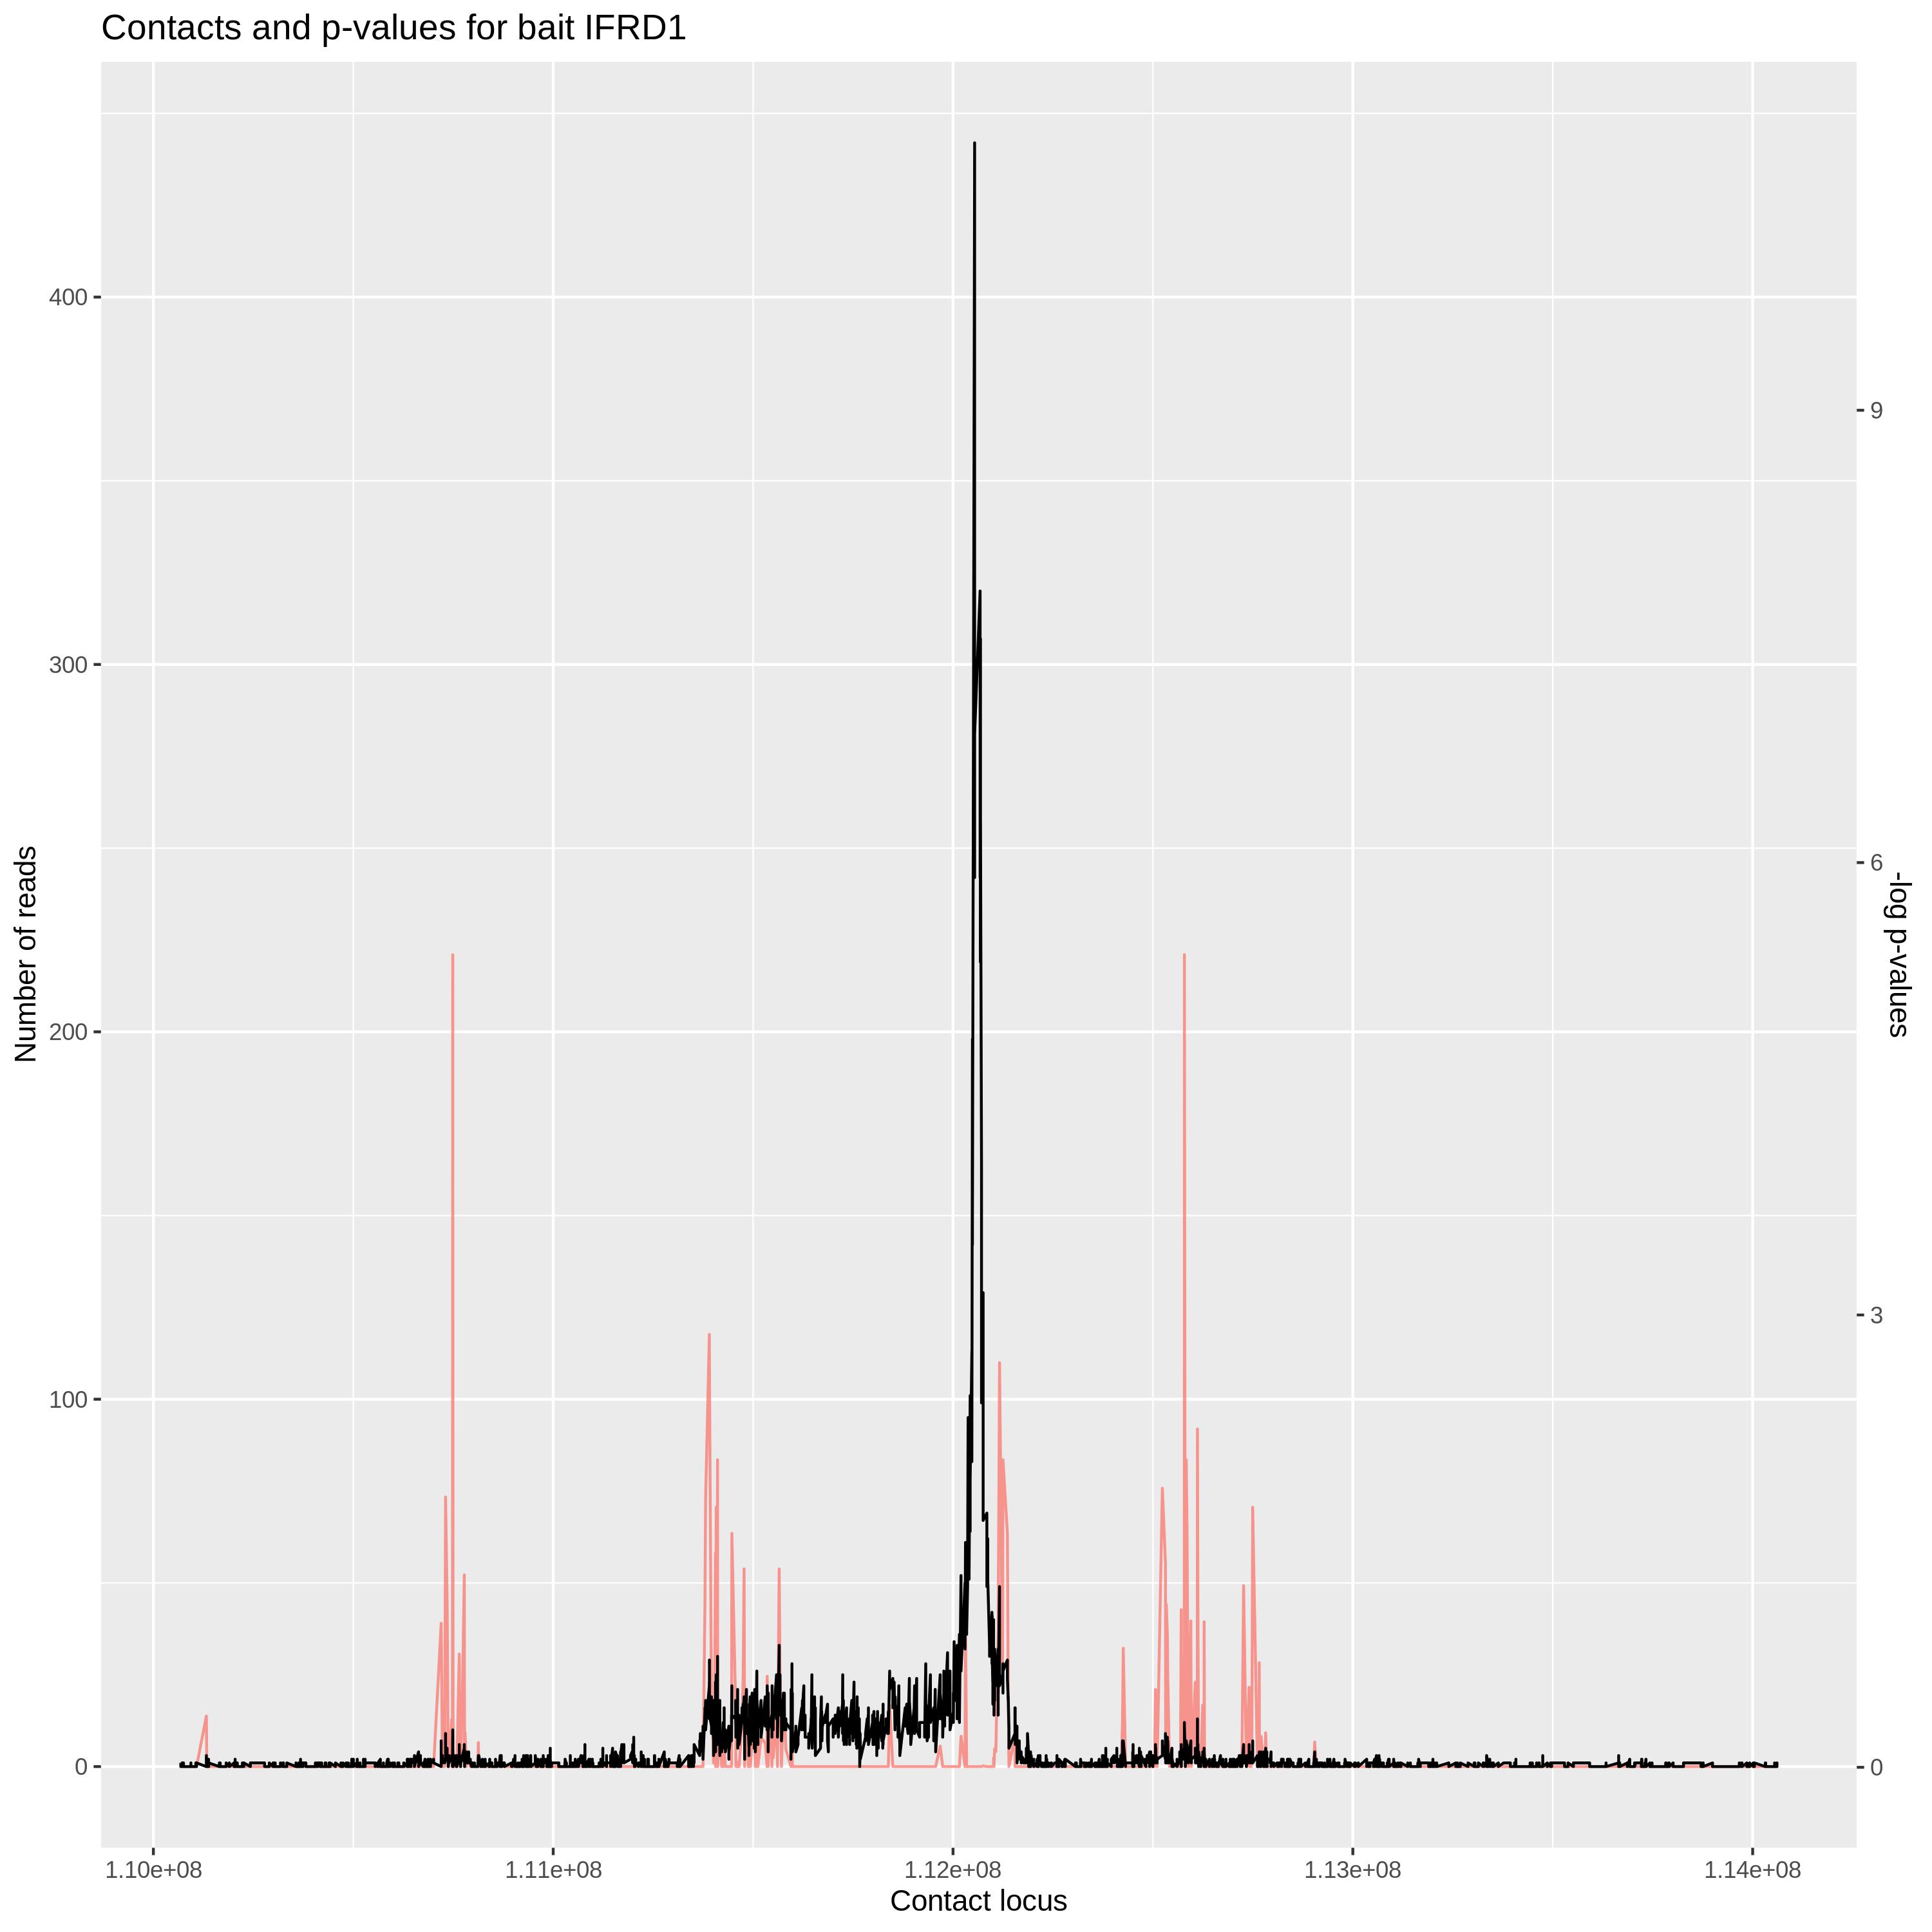 Contacts and p-values for bait IFRD1
400
300
200
100
0
Number of reads
9
6
3
0
-log p-values
1.10e+08
1.11e+08
1.12e+08
1.13e+08
1.14e+08
Contact locus